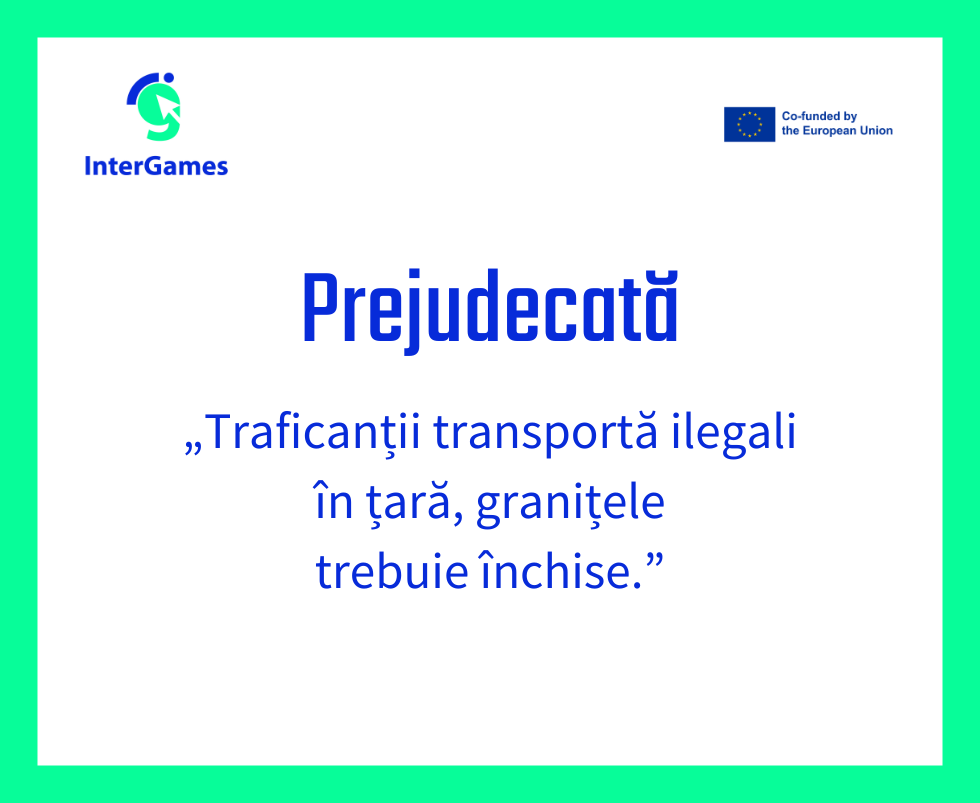 InterGames
Co-funded by
the European Union
Prejudecată
„Traficanții transportă ilegali
în țară, granițele
trebuie închise.”